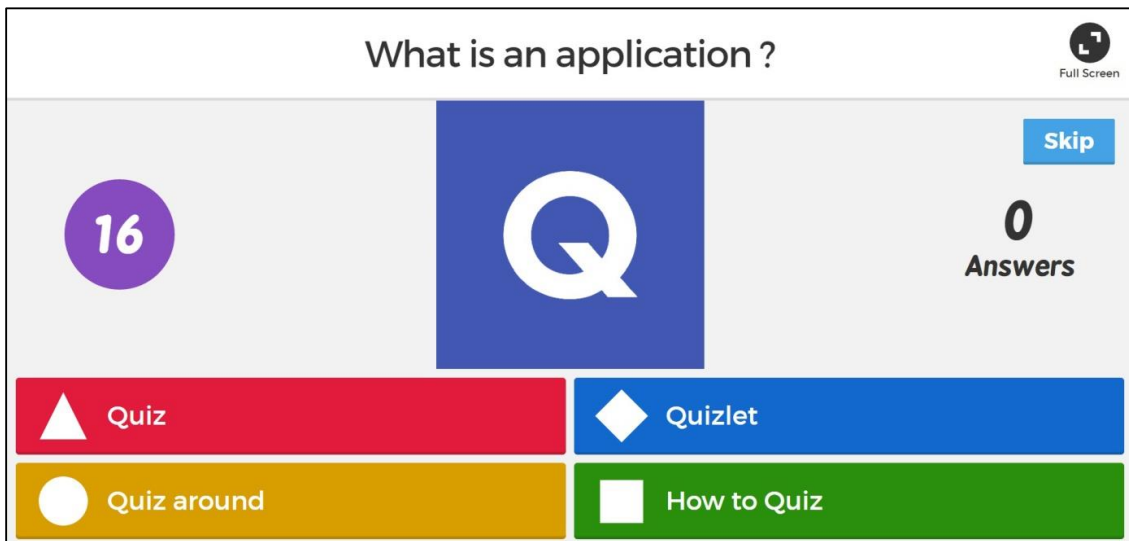 What is an application ?
Full Screen
Skip
16
Q
0
Answers
Quiz
Quizlet
Quiz around
How to Quiz